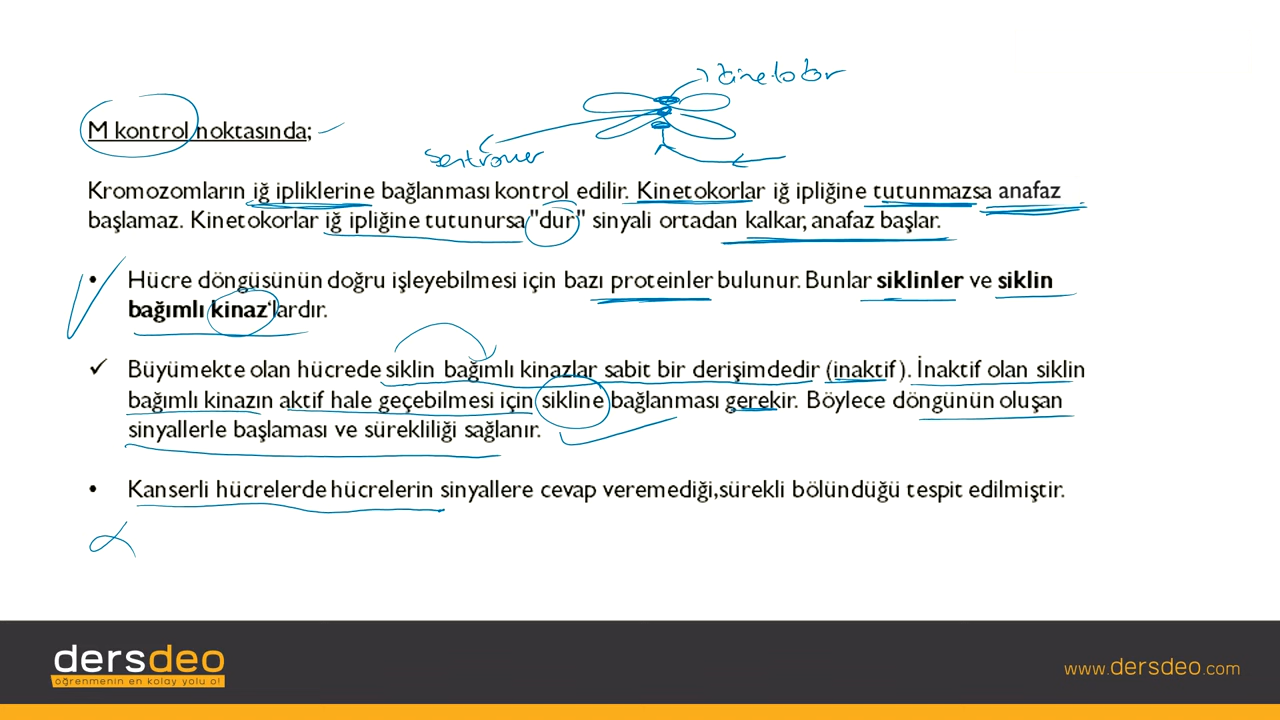 kinetokor
M kontrol noktasında;
Sentromer
Kromozomların iğ ipliklerine bağlanması kontrol edilir. Kinetokorlar iğ ipliğine tutunmazsa anafaz
başlamaz. Kinetokorlar iğ ipliğine tutunursa "dur" sinyali ortadan kalkar, anafaz başlar.
• Hücre döngüsünün doğru işleyebilmesi için bazı proteinler bulunur. Bunlar siklinler ve siklin
bağımlı kinaz'lardır.
✓ Büyümekte olan hücrede siklin bağımlı kinazlar sabit bir derişimdedir (inaktif). İnaktif olan siklin
bağımlı kinazın aktif hale geçebilmesi için sikline bağlanması gerekir. Böylece döngünün oluşan
sinyallerle başlaması ve sürekliliği sağlanır.
• Kanserli hücrelerde hücrelerin sinyallere cevap veremediği,sürekli bölündüğü tespit edilmiştir.
dersdeo
öğrenmenin en kolay yolu o!
www.dersdeo.com